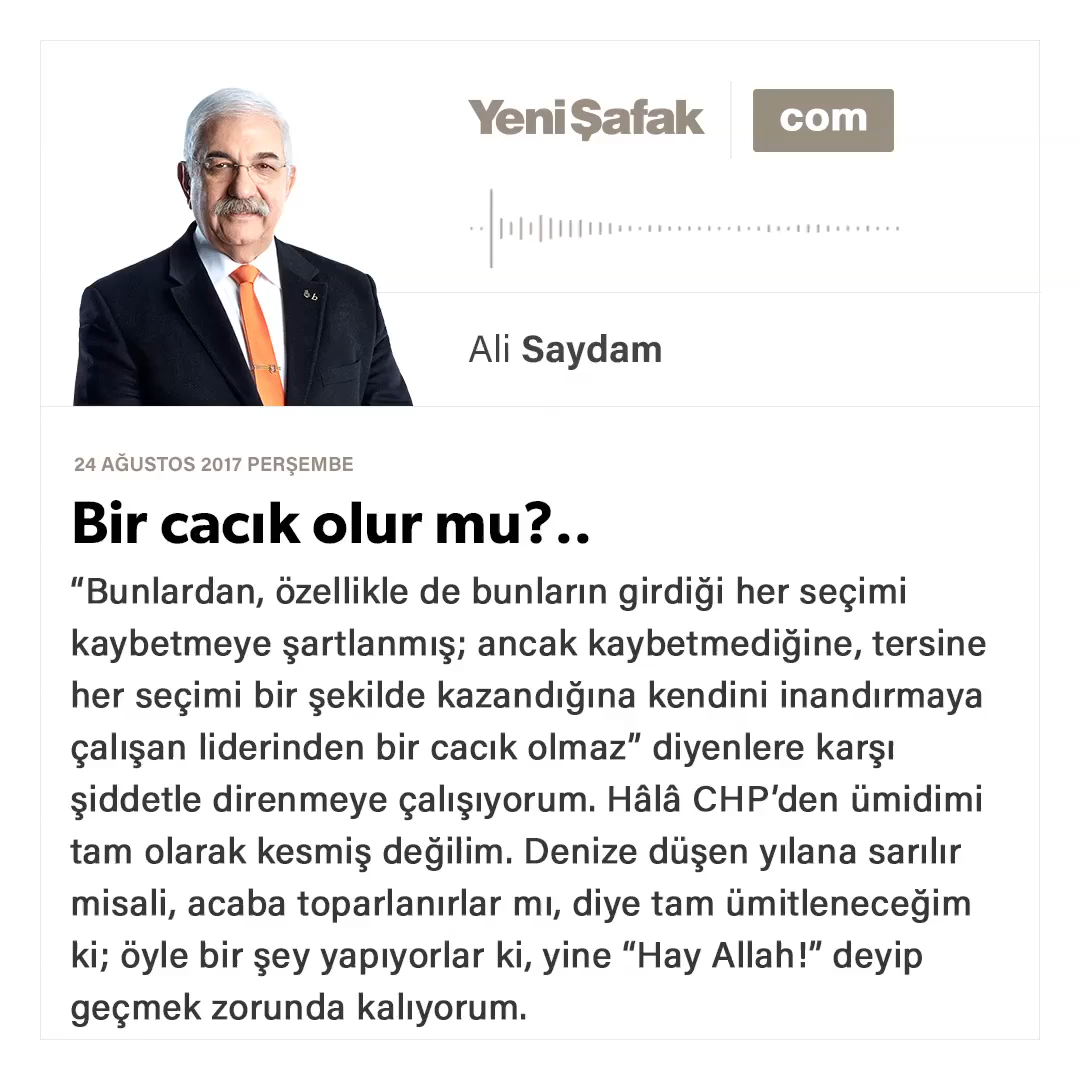 YeniŞafak
com
Ali Saydam
24 AĞUSTOS 2017 PERŞEMBE
Bir cacık olur mu?..
“Bunlardan, özellikle de bunların girdiği her seçimi
kaybetmeye şartlanmış; ancak kaybetmediğine, tersine
her seçimi bir şekilde kazandığına kendini inandırmaya
çalışan liderinden bir cacık olmaz” diyenlere karşı
şiddetle direnmeye çalışıyorum. Hâlâ CHP’den ümidimi
tam olarak kesmiş değilim. Denize düşen yılana sarılır
misali, acaba toparlanırlar mı, diye tam ümitleneceğim
ki; öyle bir şey yapıyorlar ki, yine “Hay Allah!” deyip
geçmek zorunda kalıyorum.